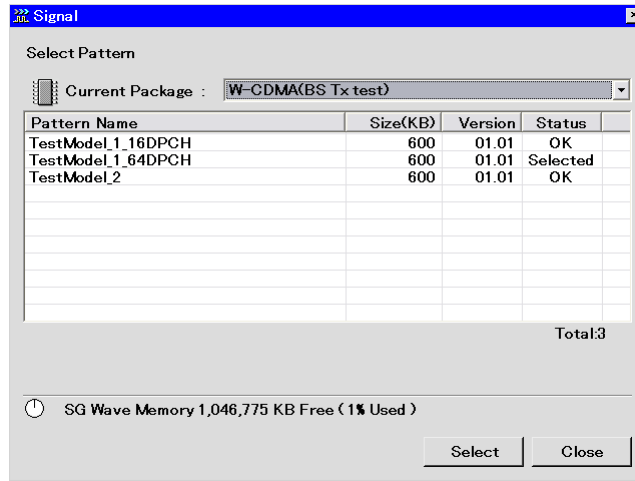 Signal
Select Pattern
Current Package : W-CDMA(BS Tx test)
Pattern Name Size(KB) Version Status
TestModel_1_16DPCH 600 01.01 OK
TestModel_1_64DPCH 600 01.01 Selected
TestModel_2 600 01.01 OK
Total:3
SG Wave Memory 1,046,775 KB Free ( 1% Used )
Select Close